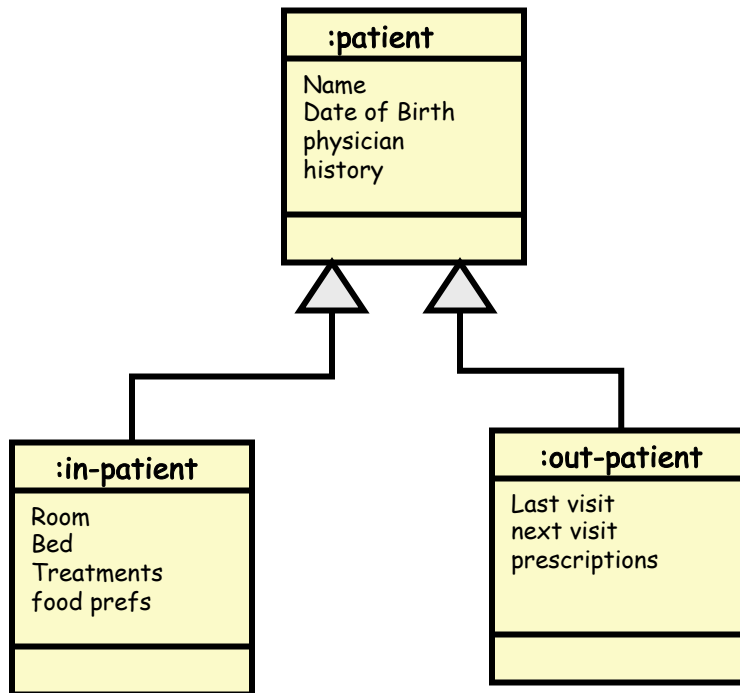 :patient
Name
Date of Birth
physician
history
:in-patient
Room
Bed
Treatments
food prefs
:out-patient
Last visit
next visit
prescriptions